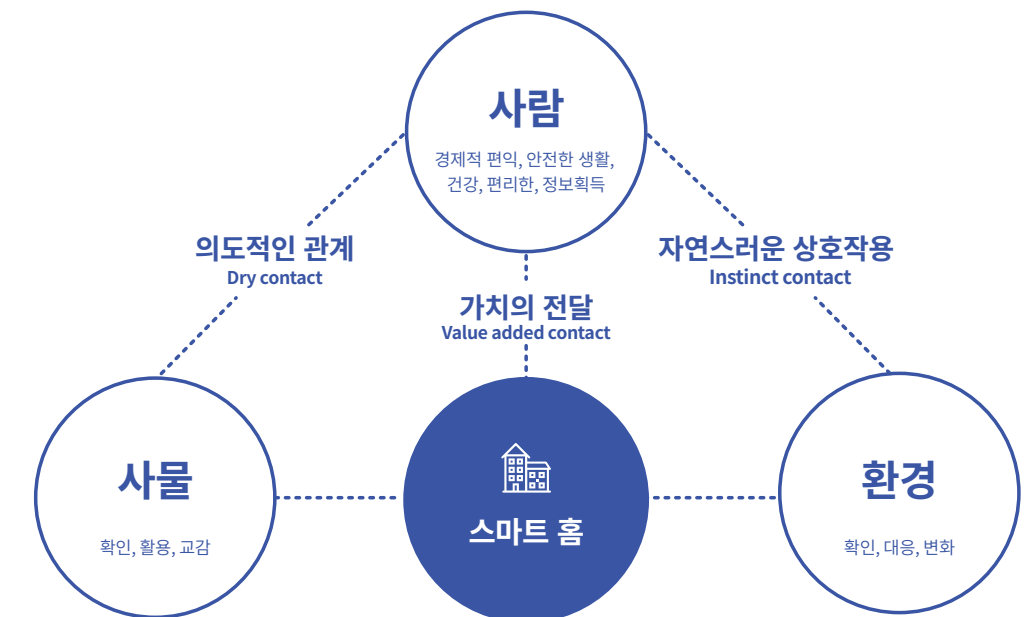 사람
경제적 편익, 안전한 생활,
건강, 편리한, 정보획득
의도적인 관계
Dry contact
자연스러운 상호작용
Instinct contact
가치의 전달
Value added contact
사물
확인, 활용, 교감
스마트 홈
환경
확인, 대응, 변화